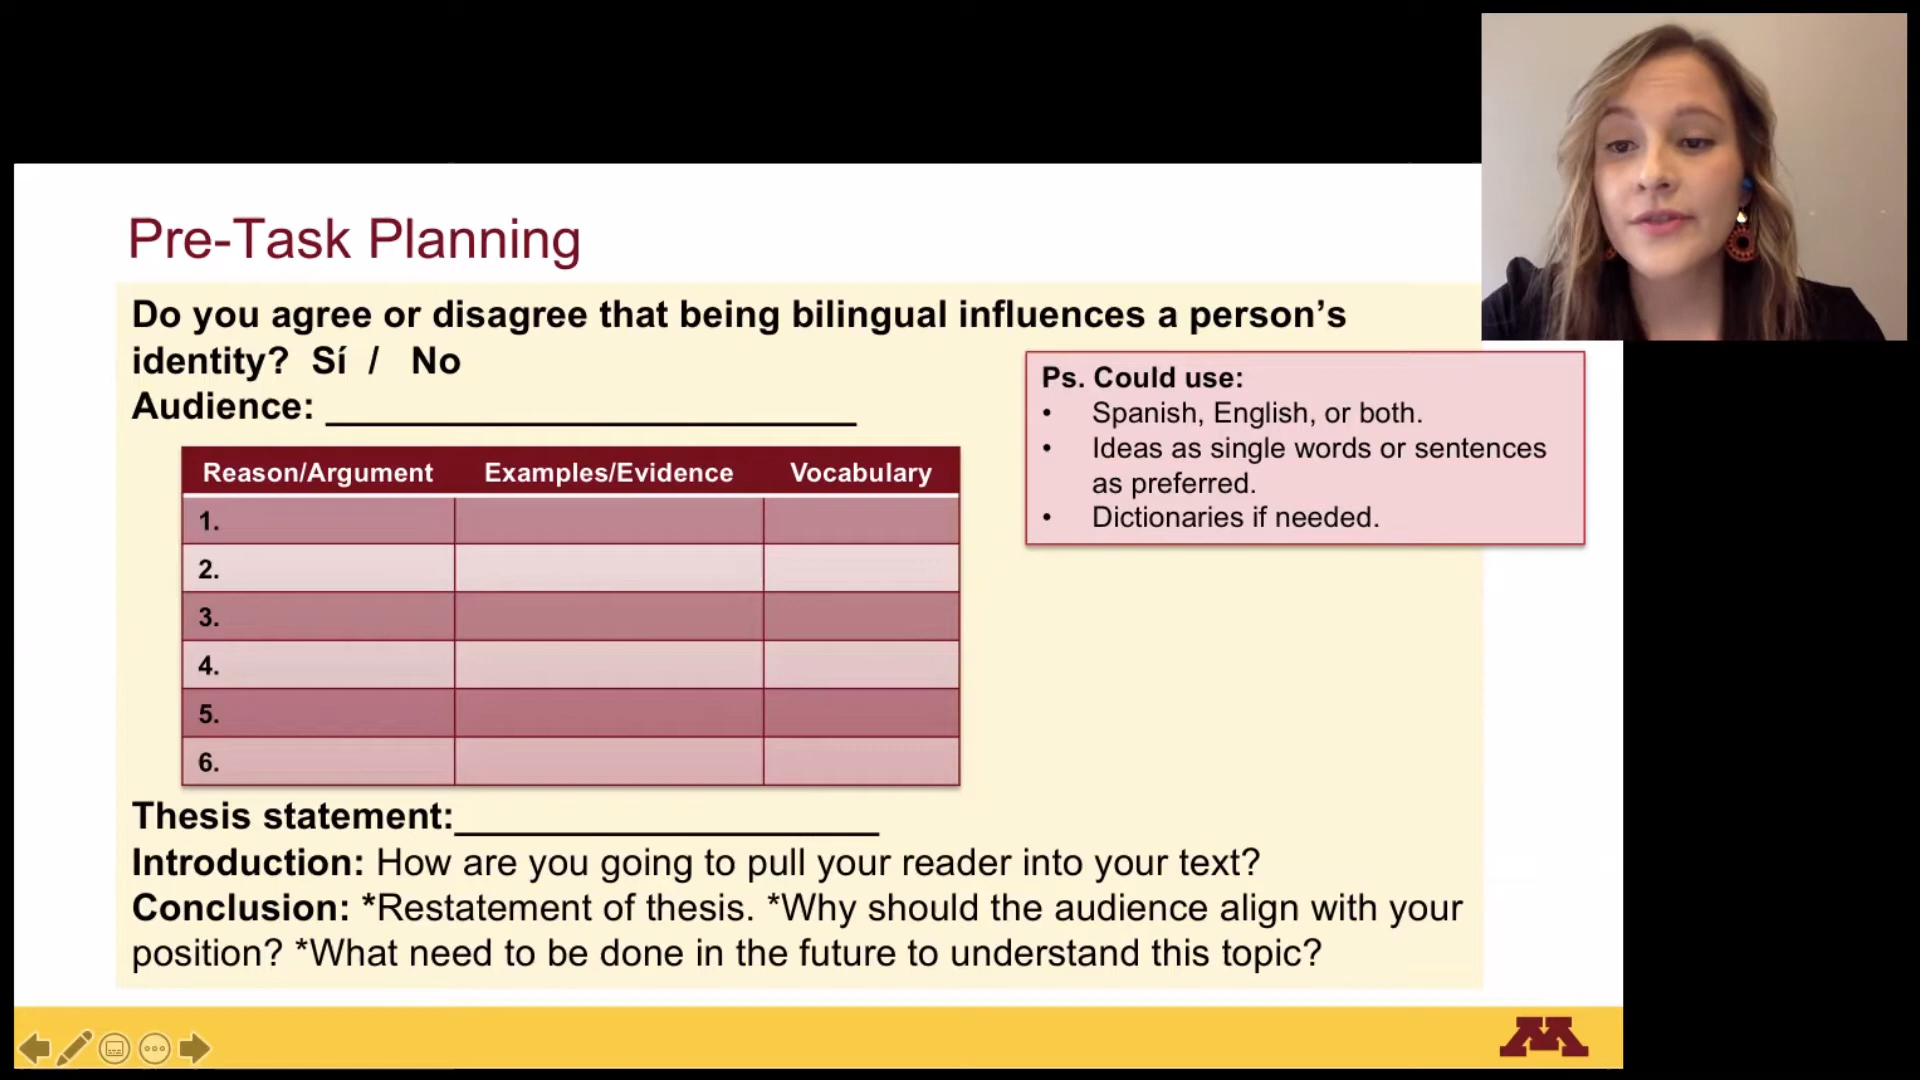 Pre-Task Planning
Do you agree or disagree that being bilingual influences a person’s
identity? Sí / No
Audience: _________________________
Ps. Could use:
• Spanish, English, or both.
• Ideas as single words or sentences
as preferred.
• Dictionaries if needed.
Reason/Argument Examples/Evidence Vocabulary
1.
2.
3.
4.
5.
6.
Thesis statement:____________________
Introduction: How are you going to pull your reader into your text?
Conclusion: *Restatement of thesis. *Why should the audience align with your
position? *What need to be done in the future to understand this topic?
M